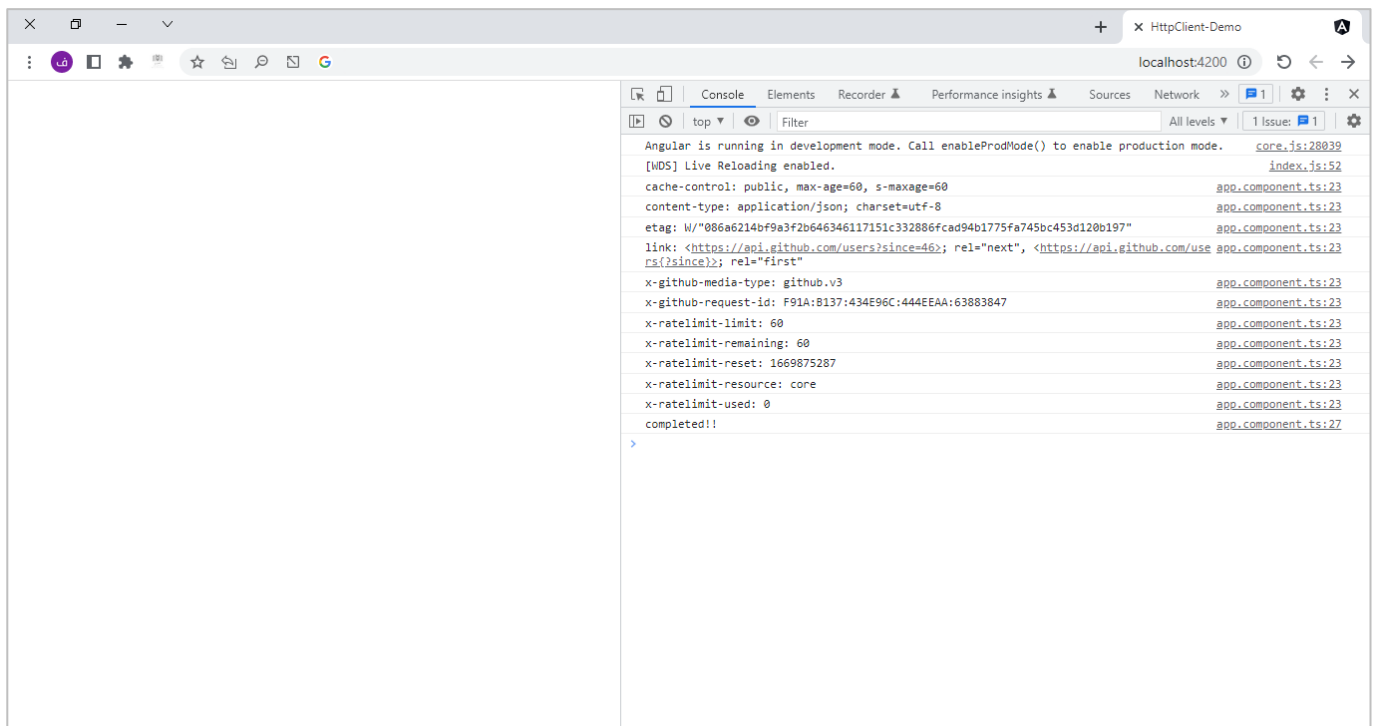 HttpClient-Demo
ف
localhost:4200
Console Elements Recorder Performance insights Sources Network » 1
top Filter All levels 1 Issue: 1
Angular is running in development mode. Call enableProdMode() to enable production mode. core.js:28039
[WDS] Live Reloading enabled. index.js:52
cache-control: public, max-age=60, s-maxage=60 app.component.ts:23
content-type: application/json; charset=utf-8 app.component.ts:23
etag: W/"086a6214bf9a3f2b646346117151c332886fcad94b1775fa745bc453d120b197" app.component.ts:23
link: <https://api.github.com/users?since=46>; rel="next", <https://api.github.com/use app.component.ts:23
rs{?since}>; rel="first"
x-github-media-type: github.v3 app.component.ts:23
x-github-request-id: F91A:B137:434E96C:444EEAA:63883847 app.component.ts:23
x-ratelimit-limit: 60 app.component.ts:23
x-ratelimit-remaining: 60 app.component.ts:23
x-ratelimit-reset: 1669875287 app.component.ts:23
x-ratelimit-resource: core app.component.ts:23
x-ratelimit-used: 0 app.component.ts:23
completed!! app.component.ts:27